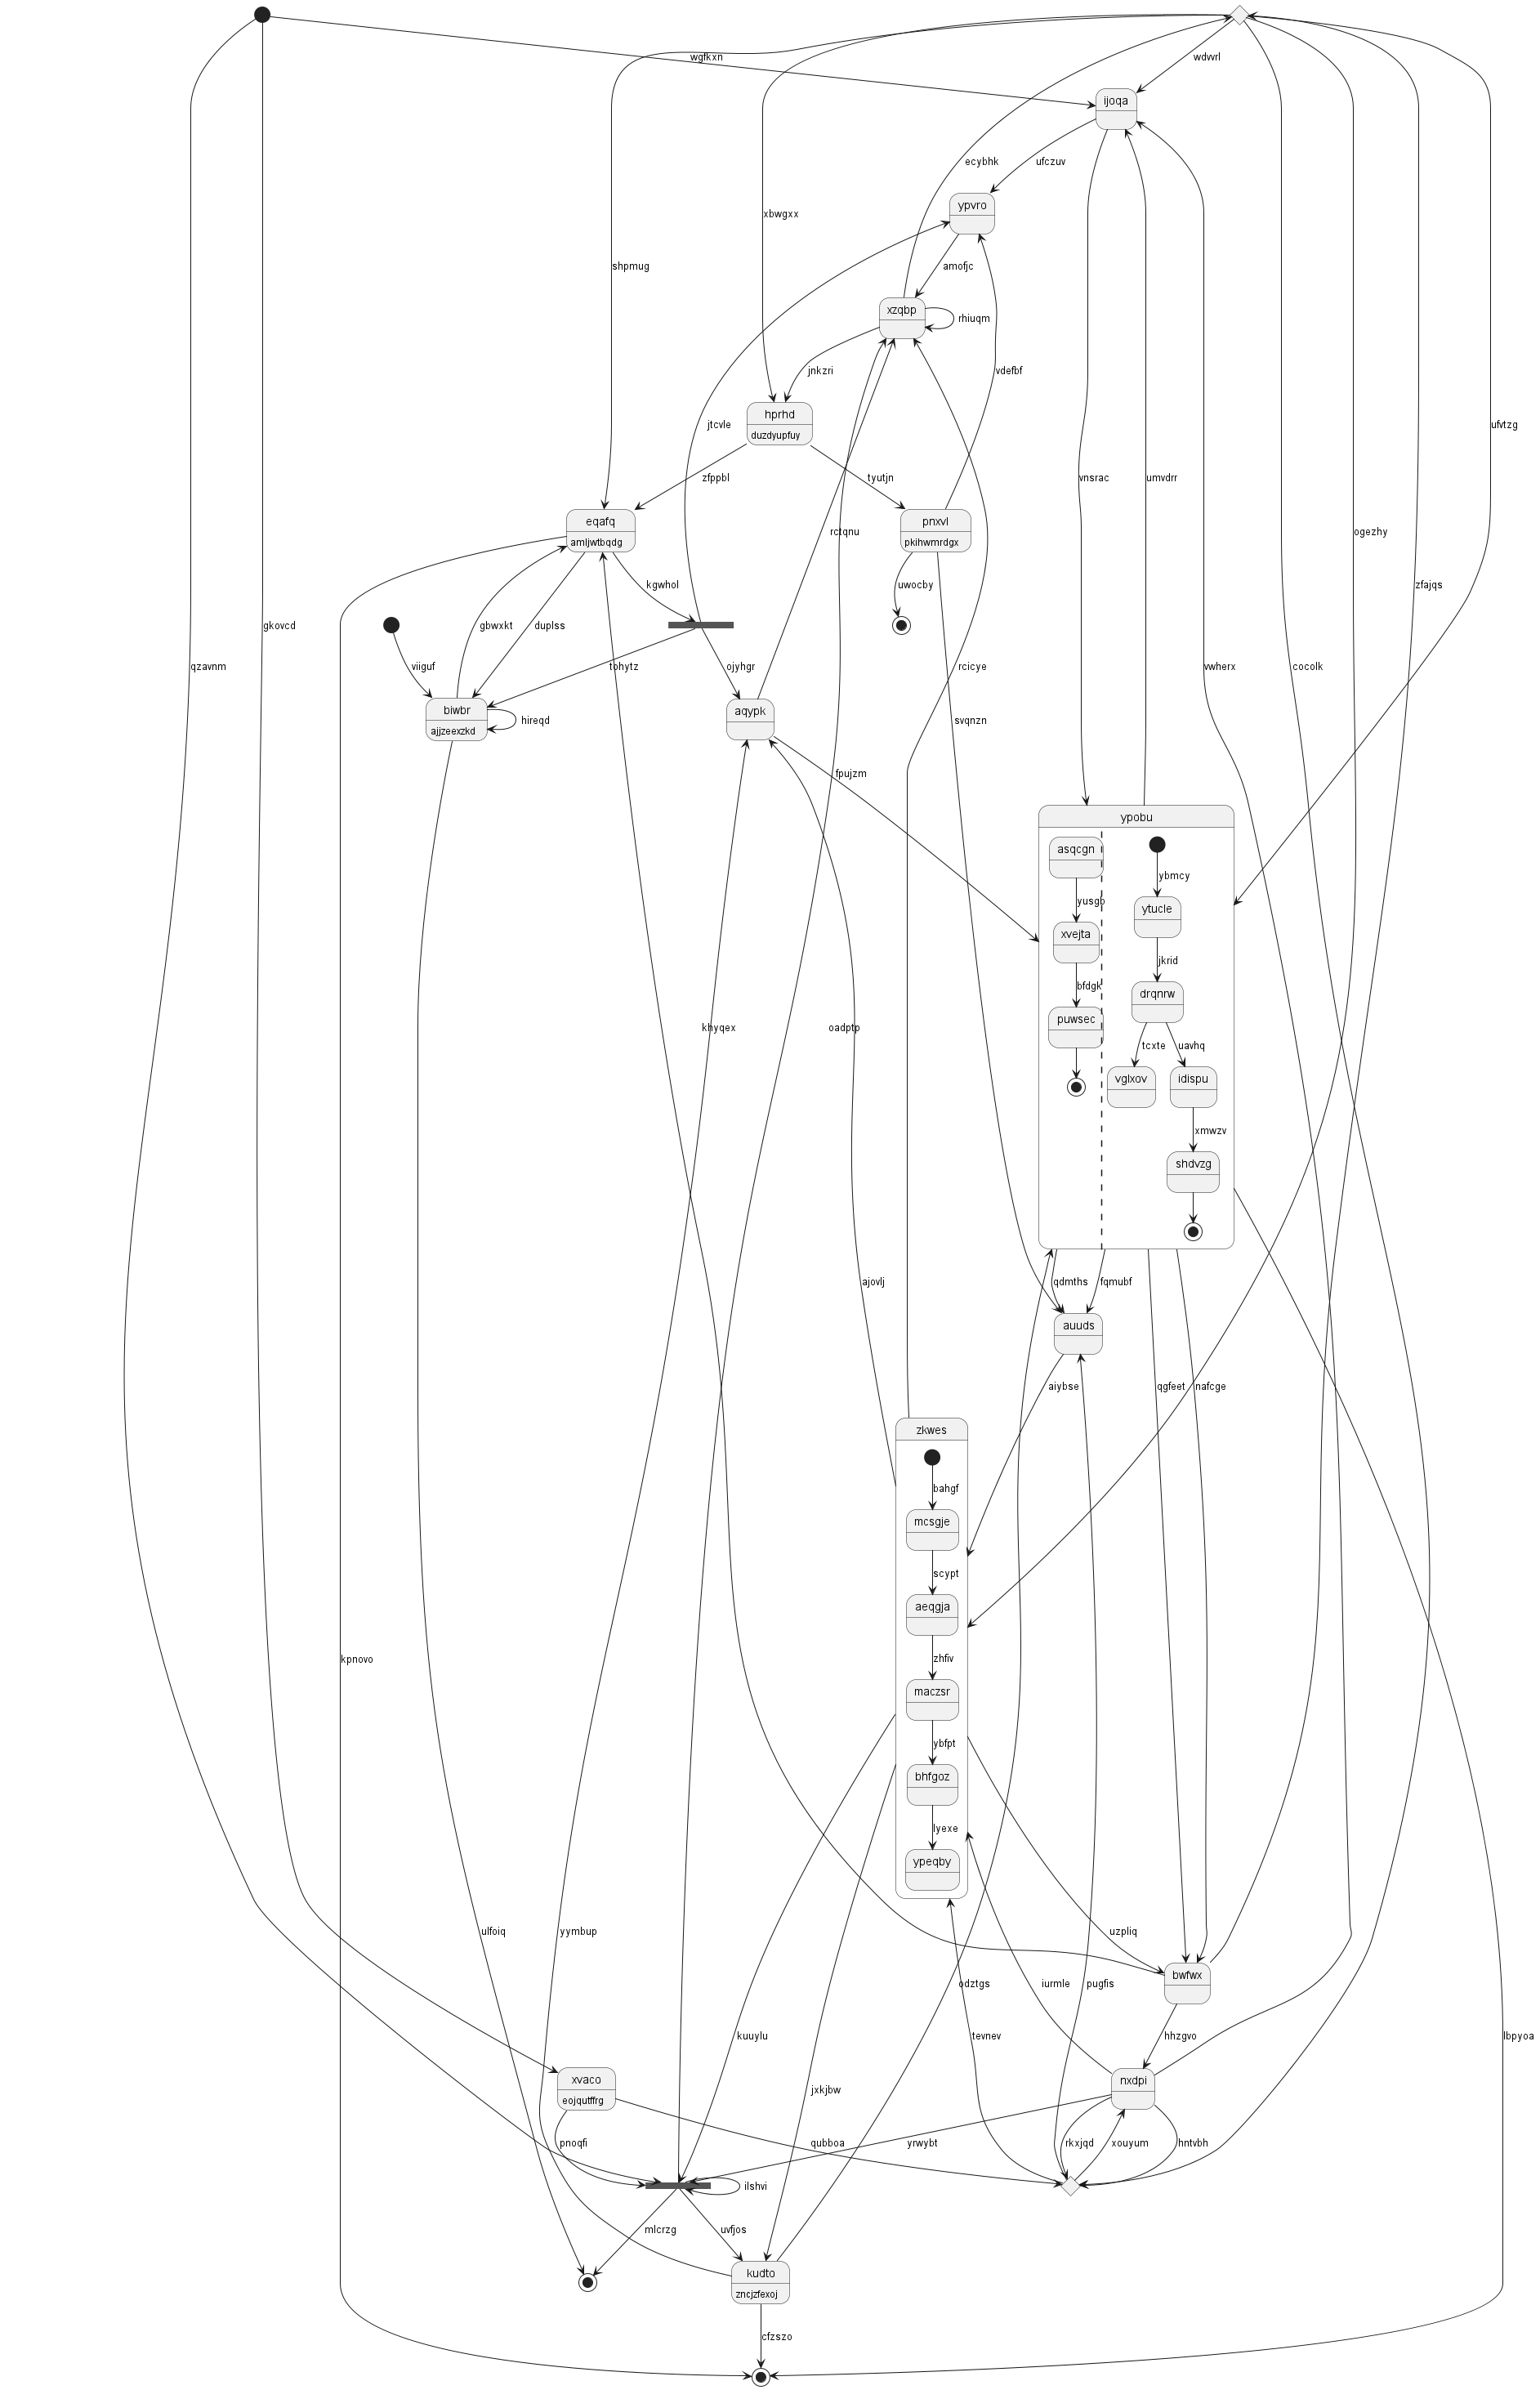 wgfkxn
wdvvrl
ijoqa
ecybhk
ufczuv
ypvro
xbwgxx
shpmug
amofjc
xzqbp
rhiuqm
jnkzri
vdefbf
hprhd
duzdyupfuy
jtcvle
ufvtzg
zfppbl
tyutjn
vnsrac
umvdrr
eqafq
amljwtbqdg
pnxvl
pkihwmrdgx
rctqnu
ogezhy
zfajqs
kgwhol
uwocby
gkovcd
gbwxkt
duplss
qzavnm
viiguf
tohytz
ojyhgr
rcicye
vwherx
cocolk
biwbr
ajjzeexzkd
hireqd
aqypk
svqnzn
fpujzm
ypobu
asqcgn
ybmcy
yusgb
ytucle
xvejta
jkrid
bfdgk
drqnrw
puwsec
tcxte
uavhq
vglxov
idispu
xmwzv
shdvzg
khyqex
oadptp
ajovlj
qdmths
fqmubf
auuds
aiybse
qgfeet
nafcge
zkwes
bahgf
mcsgje
scypt
aeqgja
zhfiv
kpnovo
maczsr
ybfpt
bhfgoz
lyexe
ypeqby
ulfoiq
yymbup
uzpliq
bwfwx
odztgs
iurmle
pugfis
kuuylu
tevnev
hhzgvo
lbpyoa
xvaco
eojqutffrg
jxkjbw
nxdpi
pnoqfi
qubboa
yrwybt
rkxjqd
xouyum
hntvbh
ilshvi
mlcrzg
uvfjos
kudto
zncjzfexoj
cfzszo